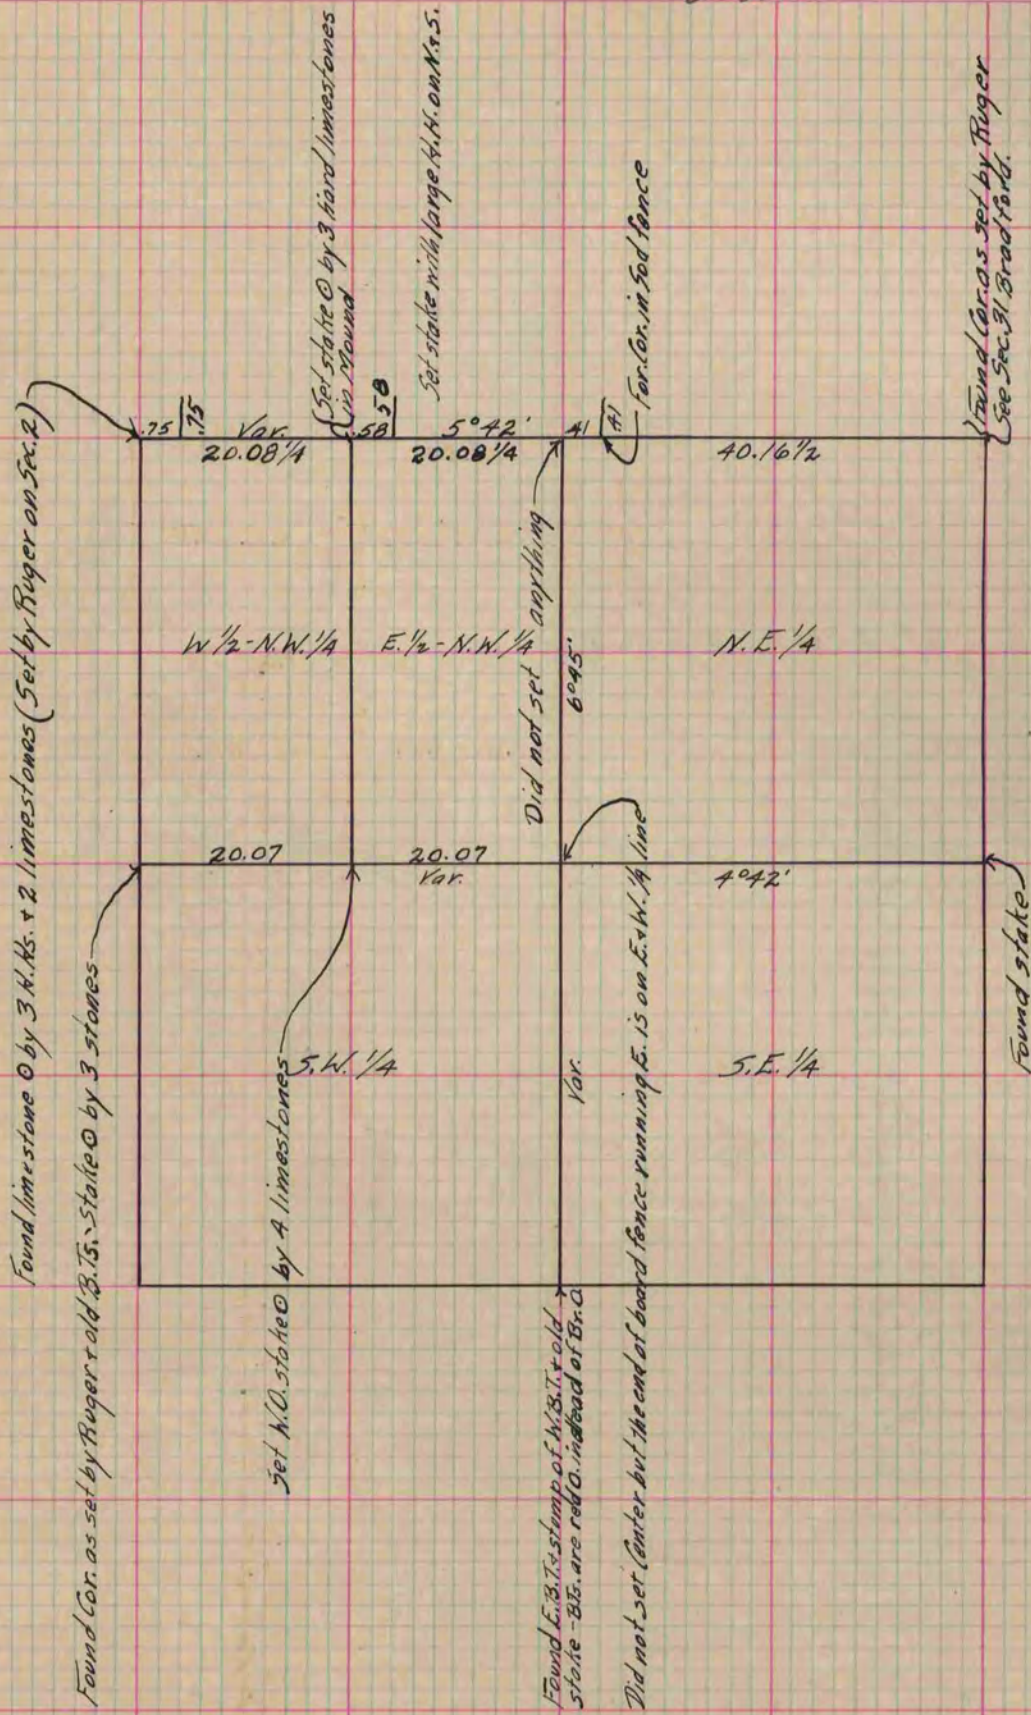 Found limestone ⊙ by 3 H.Hs. + 2 limestones (Set by Ruger on Sec. 2)
Found Cor. as set by Ruger + old B.Ts. - Stake ⊙ by 3 stones
Set stake ⊙ by 3 hard limestones
in Mound
Set stake with large H.H. on N.+S.
For. Cor. in Sod fence
Found Cor. as set by Ruger
See Sec. 31 Bradford.
.75
.75
Var.
20.08 1/4
.58
.58
5°42'
20.08 1/4
.41
.41
40.16 1/2
W 1/2 - N.W. 1/4
E. 1/2 - N.W. 1/4
Did not set anything
6°45'
N.E. 1/4
20.07
20.07
Var.
4°42'
Found stake
Set W.O. stake ⊙ by 4 limestones
S.W. 1/4
Var.
S.E. 1/4
Found E.B.T. + stump of W.B.T. + old
stake - B.Ts. are red O. instead of Br. O.
Did not set Center but the end of board fence running E. is on E. + W. 1/4 line